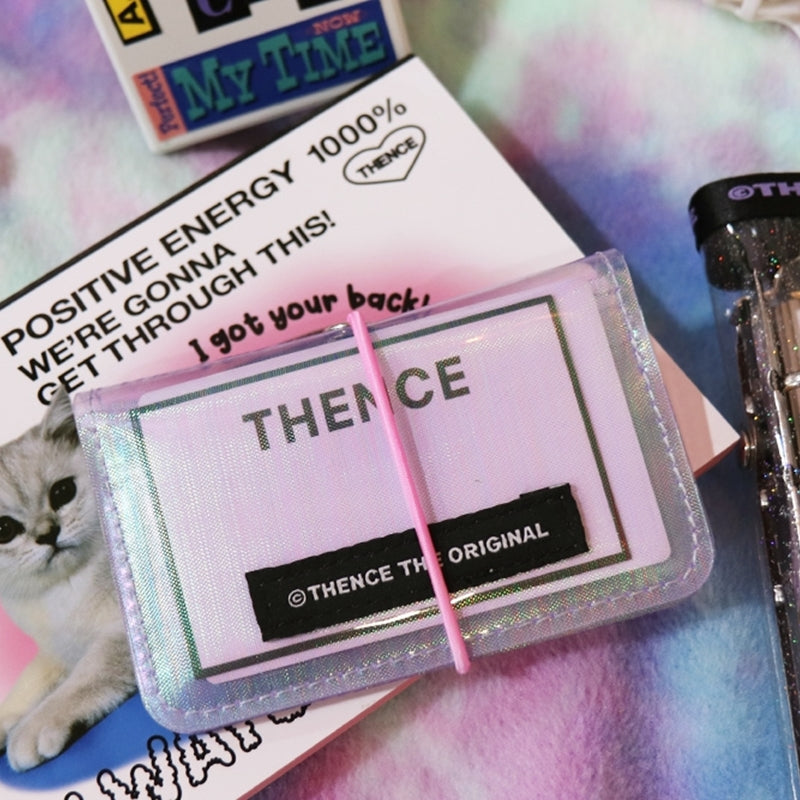 NOW
Perfect! MY TIME
POSITIVE ENERGY 1000%
WE'RE GONNA
GET THROUGH THIS!
THENCE
I got your back!
THENCE
©THENCE THE ORIGINAL
©TH